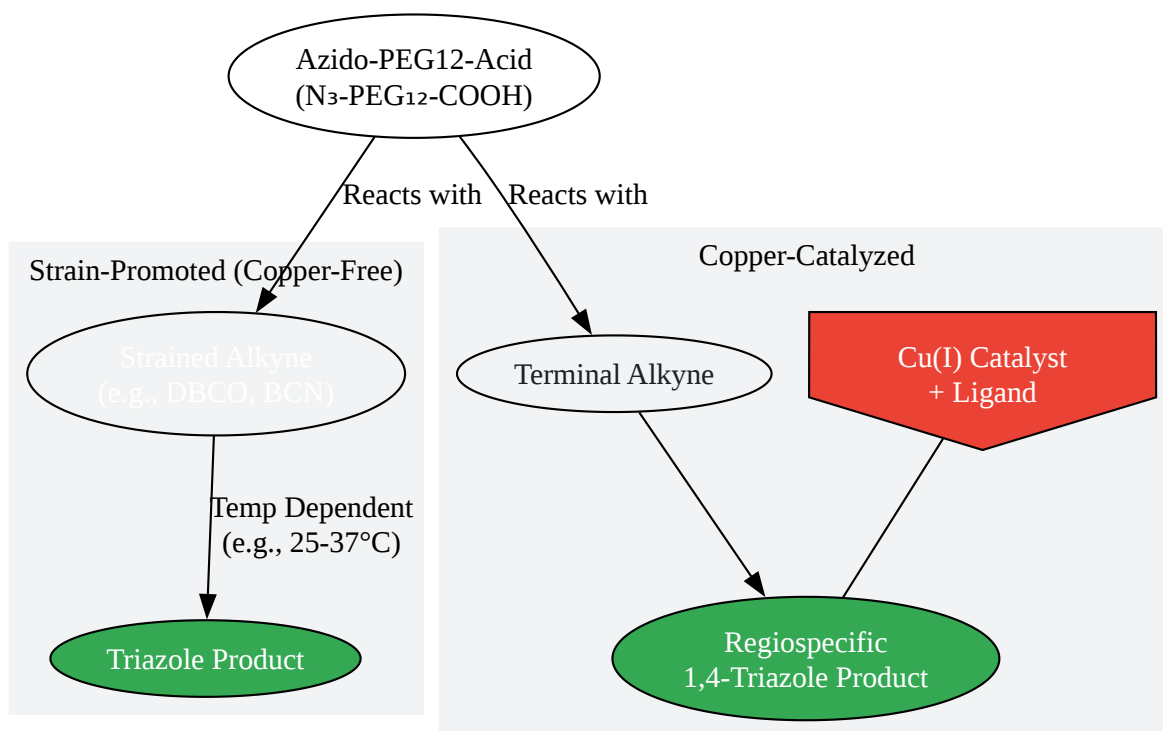 Azido-PEG12-Acid
(N₃-PEG₁₂-COOH)
Reacts with
Reacts with
Strain-Promoted (Copper-Free)
Strained Alkyne
(e.g., DBCO, BCN)
Temp Dependent
(e.g., 25-37°C)
Triazole Product
Copper-Catalyzed
Terminal Alkyne
Cu(I) Catalyst
+ Ligand
Regiospecific
1,4-Triazole Product